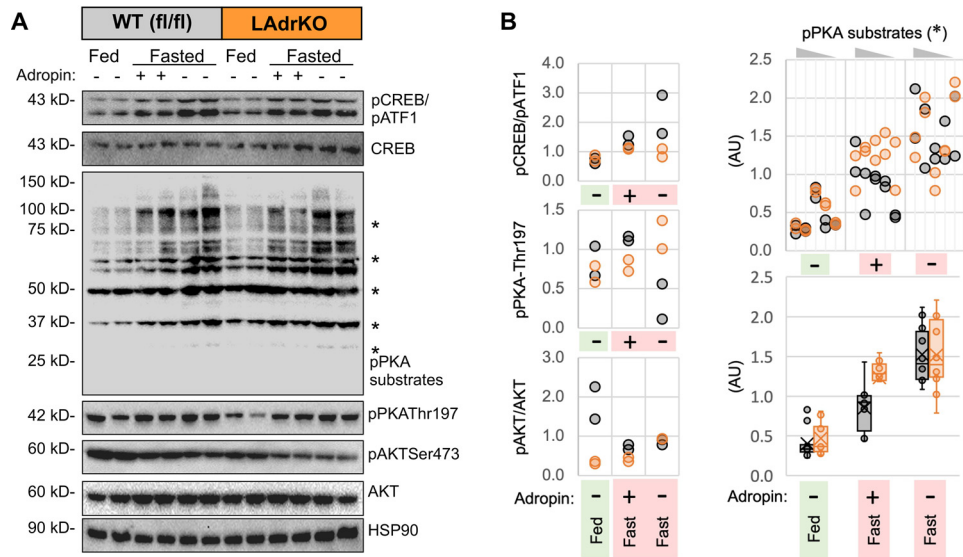 A
WT (fl/fl) LAdrKO
Fed Fasted Fed Fasted
Adropin: - - + + - - - - + + - -
43 kD- pCREB/
pATF1
43 kD- CREB
150 kD-
100 kD- *
75 kD-
*
50 kD- *
37 kD- *
25 kD- *
pPKA
substrates
42 kD- pPKAThr197
60 kD- pAKTSer473
60 kD- AKT
90 kD- HSP90
B
pCREB/pATF1
4.0
3.0
2.0
1.0
0.0
- + -
pPKA-Thr197
1.5
1.0
0.5
0.0
- + -
pAKT/AKT
3.0
2.0
1.0
0.0
Adropin: - + -
Fed Fast Fast
pPKA substrates (*)
(AU)
2.5
2.0
1.5
1.0
0.5
0.0
- + -
(AU)
2.5
2.0
1.5
1.0
0.5
0.0
Adropin: - + -
Fed Fast Fast